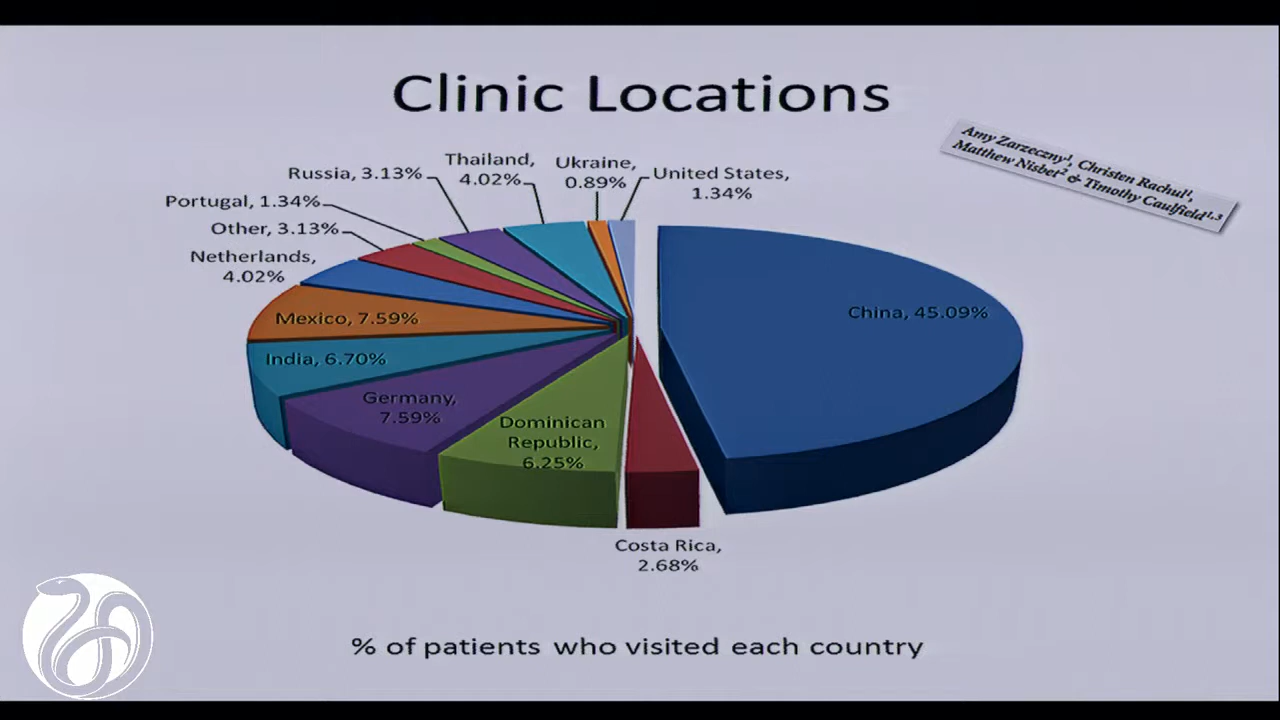 Clinic Locations
Amy Zarzeczny¹, Christen Rachul¹,
Matthew Nisbet² & Timothy Caulfield¹,³
Thailand,
4.02%
Ukraine,
0.89%
United States,
1.34%
Russia, 3.13%
Portugal, 1.34%
Other, 3.13%
Netherlands,
4.02%
Mexico, 7.59%
China, 45.09%
India, 6.70%
Germany,
7.59%
Dominican
Republic,
6.25%
Costa Rica,
2.68%
% of patients who visited each country